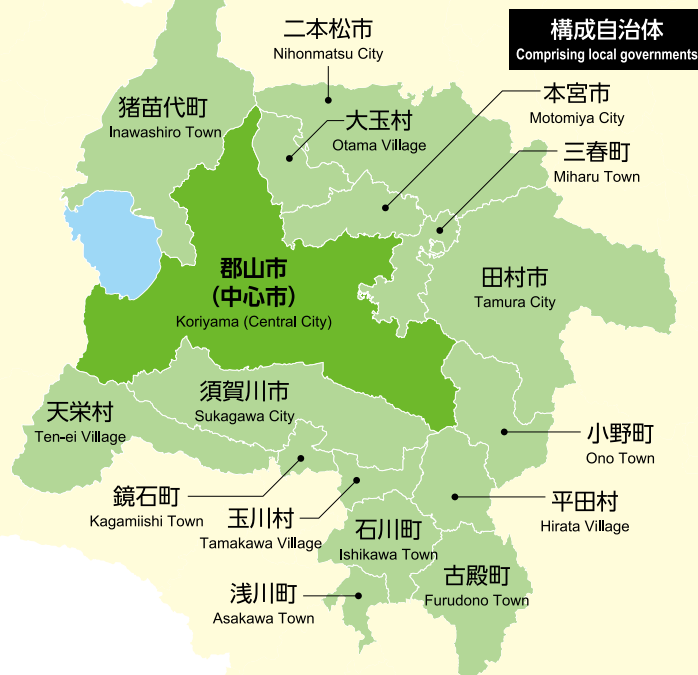 構成自治体
Comprising local governments
二本松市
Nihonmatsu City
本宮市
Motomiya City
猪苗代町
Inawashiro Town
大玉村
Otama Village
三春町
Miharu Town
郡山市
（中心市）
Koriyama (Central City)
田村市
Tamura City
須賀川市
Sukagawa City
天栄村
Ten-ei Village
小野町
Ono Town
鏡石町
Kagamiishi Town
玉川村
Tamakawa Village
平田村
Hirata Village
石川町
Ishikawa Town
古殿町
Furudono Town
浅川町
Asakawa Town